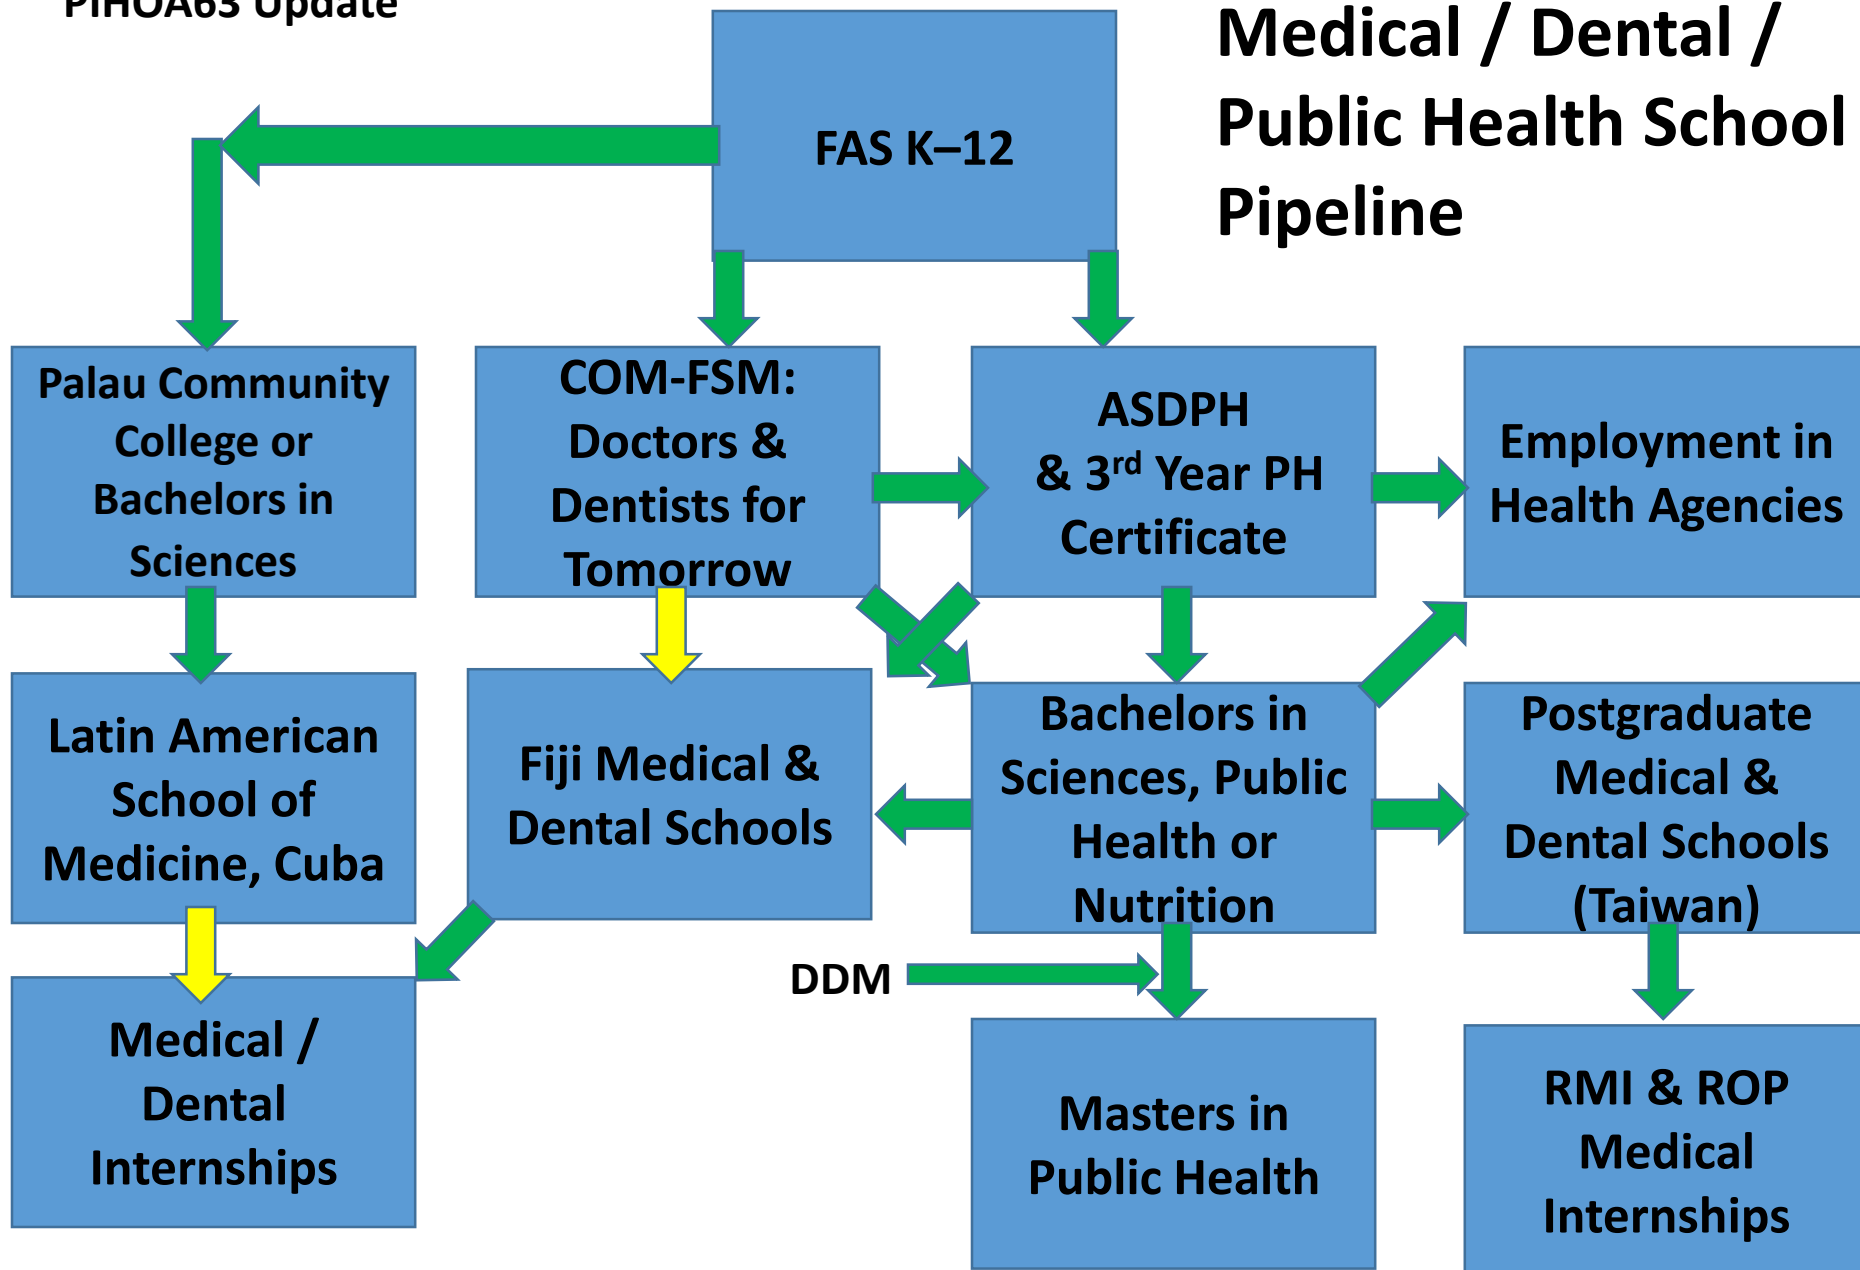 PIHOA63 Update
Medical / Dental /
Public Health School
Pipeline
FAS K–12
Palau Community
College or
Bachelors in
Sciences
COM-FSM:
Doctors &
Dentists for
Tomorrow
ASDPH
& 3rd Year PH
Certificate
Employment in
Health Agencies
Latin American
School of
Medicine, Cuba
Fiji Medical &
Dental Schools
Bachelors in
Sciences, Public
Health or
Nutrition
Postgraduate
Medical &
Dental Schools
(Taiwan)
DDM
Medical /
Dental
Internships
Masters in
Public Health
RMI & ROP
Medical
Internships